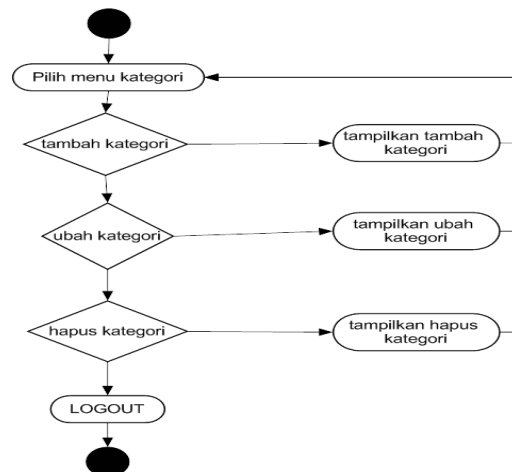 Pilih menu kategori
tambah kategori
tampilkan tambah
kategori
ubah kategori
tampilkan ubah
kategori
hapus kategori
tampilkan hapus
kategori
LOGOUT